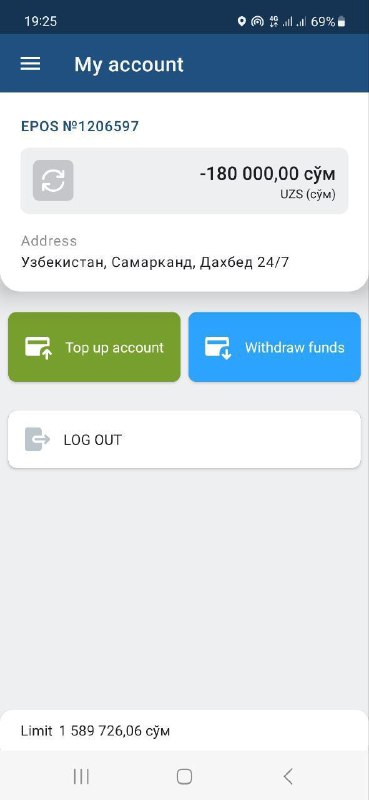 19:25
4G
69%
My account
EPOS №1206597
-180 000,00 сўм
UZS (сўм)
Address
Узбекистан, Самарканд, Дахбед 24/7
Top up account
Withdraw funds
LOG OUT
Limit 1 589 726,06 сўм